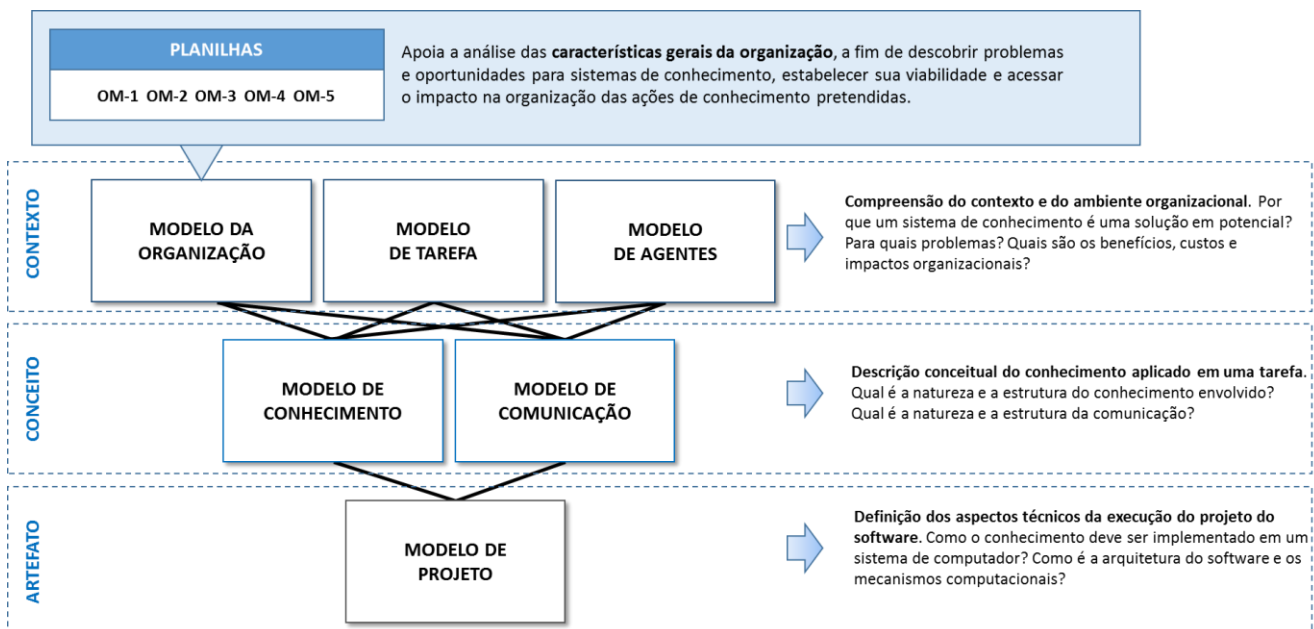 PLANILHAS
OM-1 OM-2 OM-3 OM-4 OM-5
Apoia a análise das características gerais da organização, a fim de descobrir problemas
e oportunidades para sistemas de conhecimento, estabelecer sua viabilidade e acessar
o impacto na organização das ações de conhecimento pretendidas.
CONTEXTO
MODELO DA
ORGANIZAÇÃO
MODELO
DE TAREFA
MODELO
DE AGENTES
Compreensão do contexto e do ambiente organizacional. Por
que um sistema de conhecimento é uma solução em potencial?
Para quais problemas? Quais são os benefícios, custos e
impactos organizacionais?
CONCEITO
MODELO DE
CONHECIMENTO
MODELO DE
COMUNICAÇÃO
Descrição conceitual do conhecimento aplicado em uma tarefa.
Qual é a natureza e a estrutura do conhecimento envolvido?
Qual é a natureza e a estrutura da comunicação?
ARTEFATO
MODELO DE
PROJETO
Definição dos aspectos técnicos da execução do projeto do
software. Como o conhecimento deve ser implementado em um
sistema de computador? Como é a arquitetura do software e os
mecanismos computacionais?